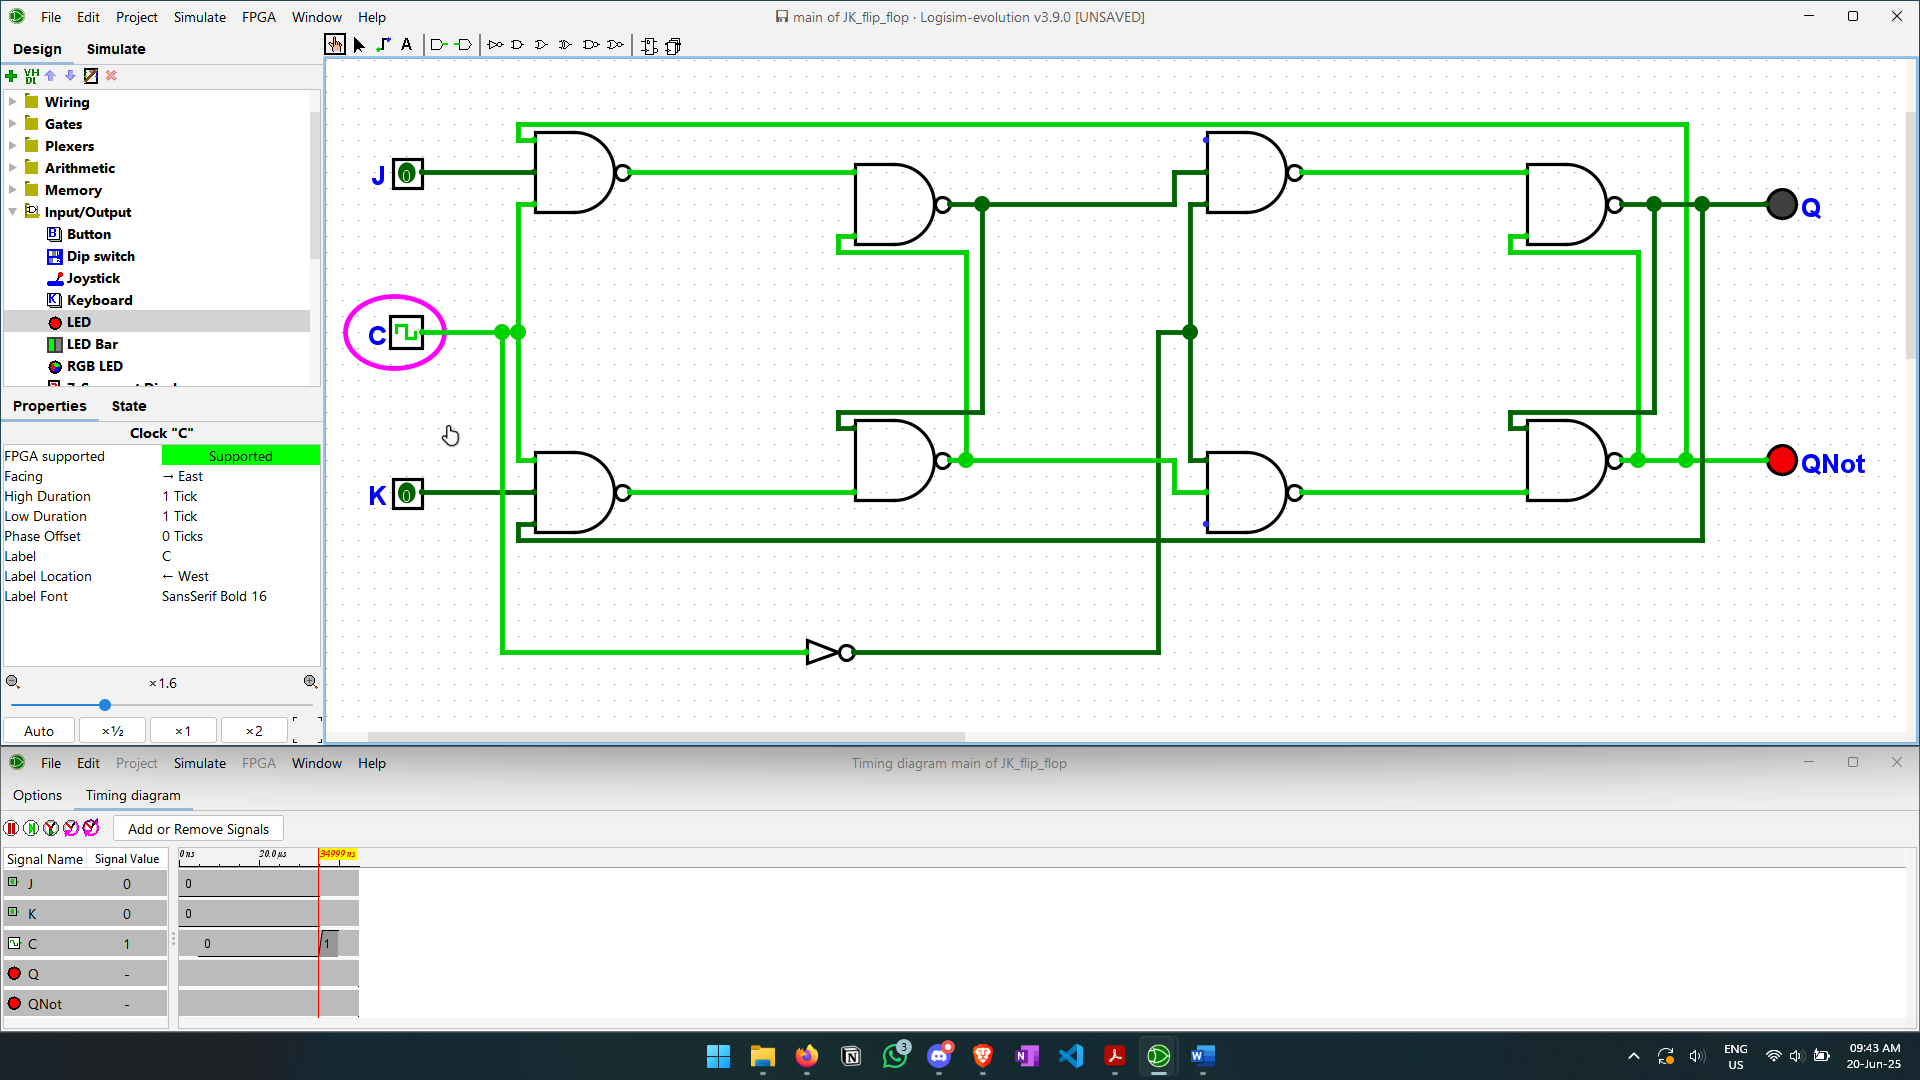 File Edit Project Simulate FPGA Window Help
main of JK_flip_flop · Logisim-evolution v3.9.0 [UNSAVED]
Design Simulate
A
VH
DL
Wiring
Gates
Plexers
Arithmetic
Memory
Input/Output
Button
Dip switch
Joystick
Keyboard
LED
LED Bar
RGB LED
Properties State
Clock "C"
FPGA supported Supported
Facing → East
High Duration 1 Tick
Low Duration 1 Tick
Phase Offset 0 Ticks
Label C
Label Location ← West
Label Font SansSerif Bold 16
×1.6
Auto ×½ ×1 ×2
J 0
C
K 0
Q
QNot
File Edit Project Simulate FPGA Window Help
Timing diagram main of JK_flip_flop
Options Timing diagram
Add or Remove Signals
Signal Name Signal Value 0ns 20.0µs 34999ns
J 0 0
K 0 0
C 1 0 1
Q -
QNot -
3
ENG
US
09:43 AM
20-Jun-25